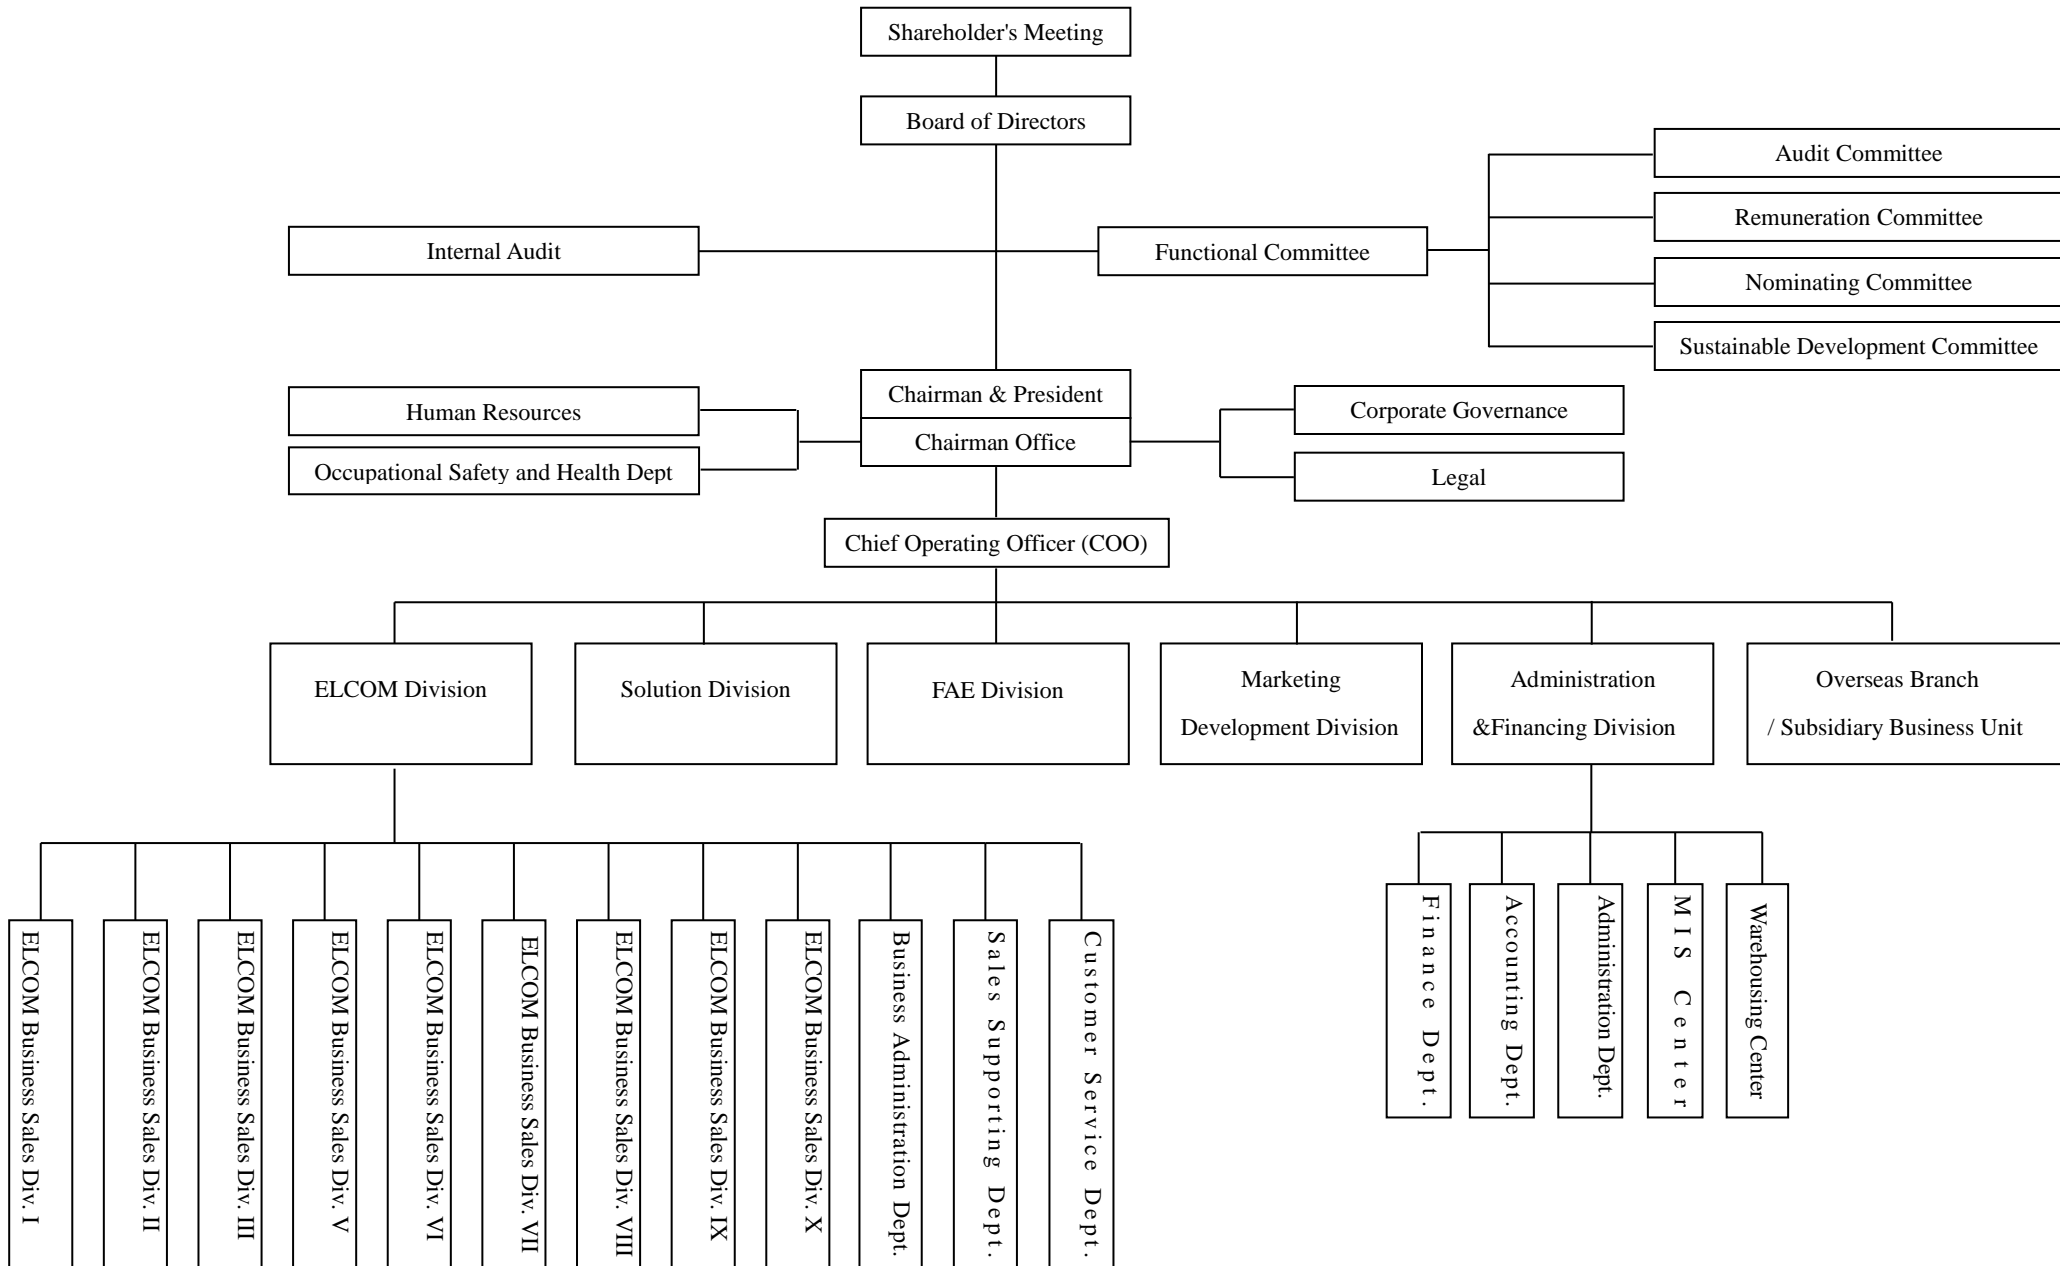 Shareholder's Meeting
Board of Directors
Audit Committee
Remuneration Committee
Internal Audit
Functional Committee
Nominating Committee
Sustainable Development Committee
Chairman & President
Human Resources
Corporate Governance
Chairman Office
Occupational Safety and Health Dept
Legal
Chief Operating Officer (COO)
ELCOM Division
Solution Division
FAE Division
Marketing
Development Division
Administration
&Financing Division
Overseas Branch
/ Subsidiary Business Unit
ELCOM Business Sales Div. I
ELCOM Business Sales Div. II
ELCOM Business Sales Div. III
ELCOM Business Sales Div. V
ELCOM Business Sales Div. VI
ELCOM Business Sales Div. VII
ELCOM Business Sales Div. VIII
ELCOM Business Sales Div. IX
ELCOM Business Sales Div. X
Business Administration Dept.
Sales Supporting Dept.
Customer Service Dept.
Finance Dept.
Accounting Dept.
Administration Dept.
MIS Center
Warehousing Center